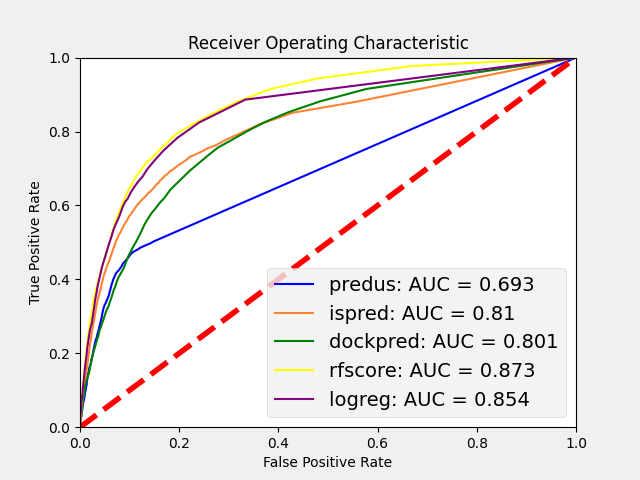 Receiver Operating Characteristic
True Positive Rate
1.0
0.8
0.6
0.4
0.2
0.0
predus: AUC = 0.693
ispred: AUC = 0.81
dockpred: AUC = 0.801
rfscore: AUC = 0.873
logreg: AUC = 0.854
0.0 0.2 0.4 0.6 0.8 1.0
False Positive Rate